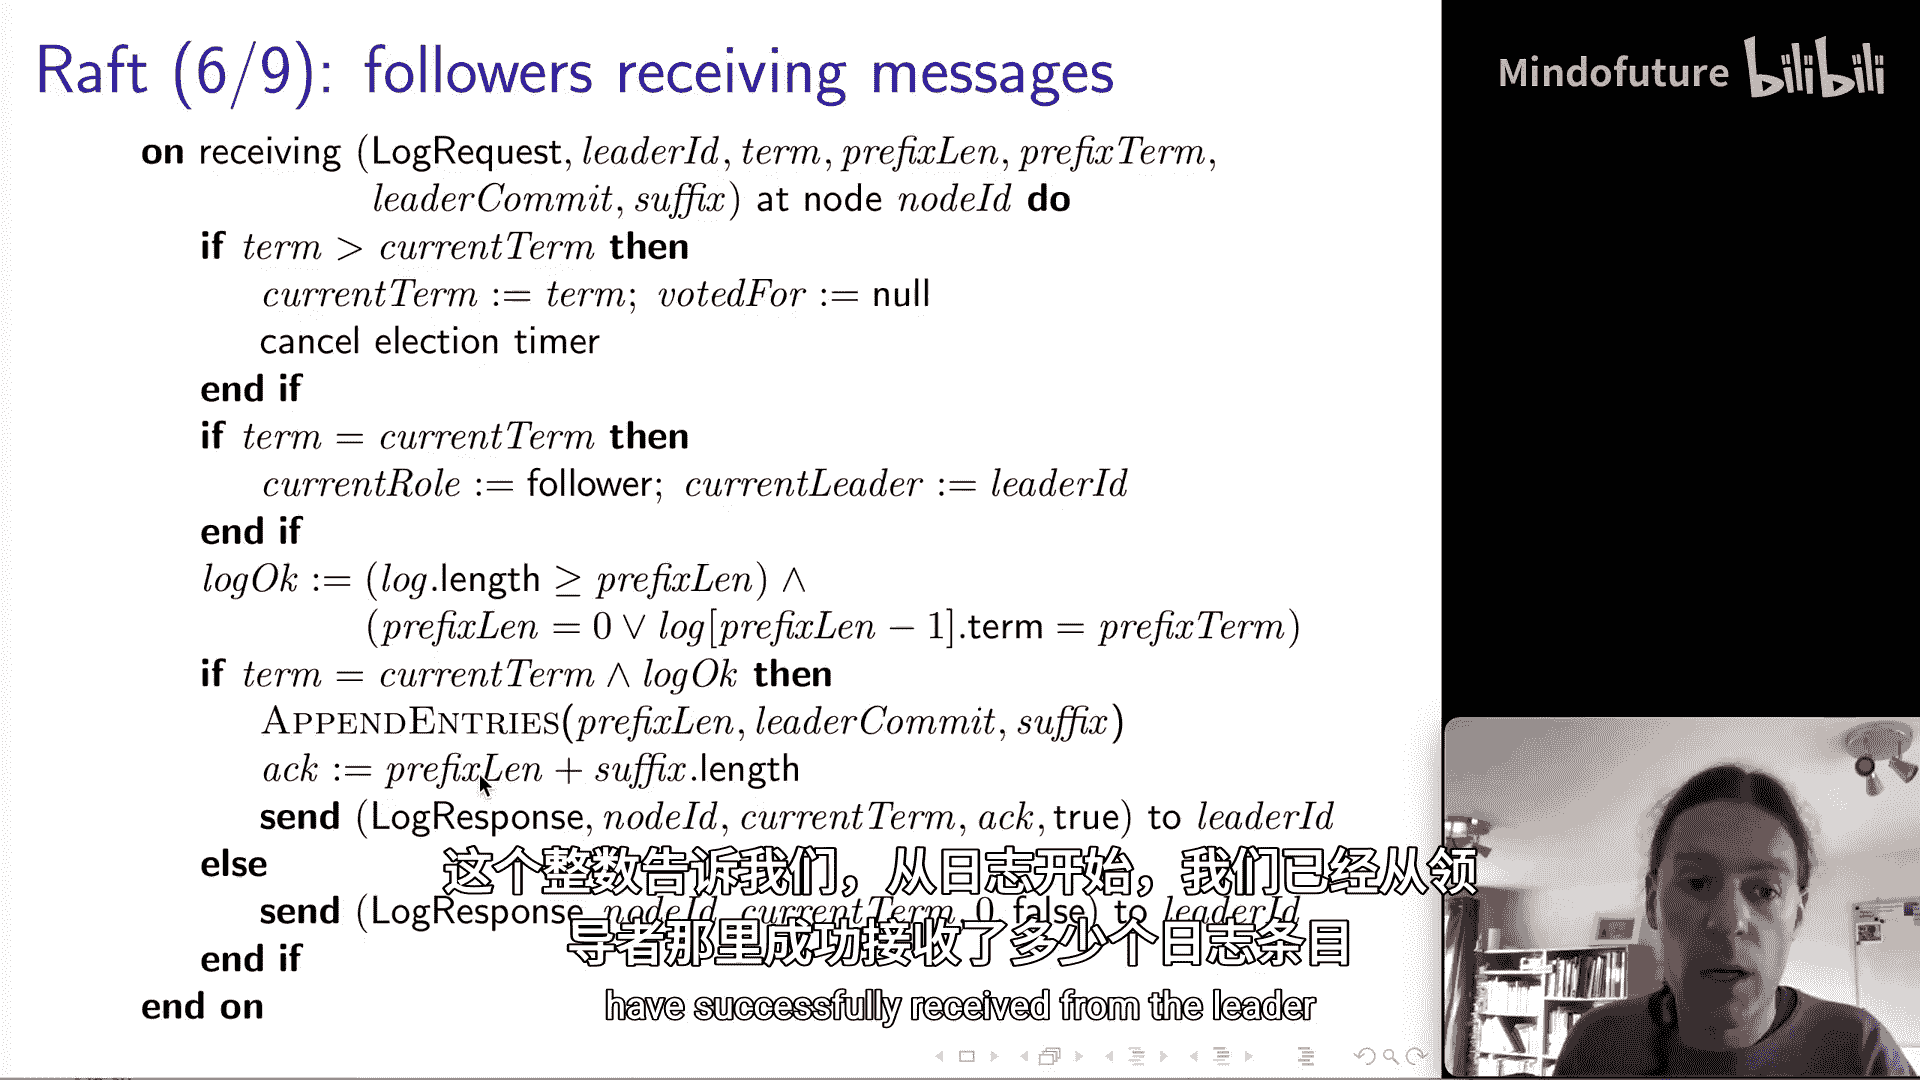 Raft (6/9): followers receiving messages
Mindofuture bilibili
on receiving (LogRequest, leaderId, term, prefixLen, prefixTerm,
leaderCommit, suffix) at node nodeId do
if term > currentTerm then
currentTerm := term; votedFor := null
cancel election timer
end if
if term = currentTerm then
currentRole := follower; currentLeader := leaderId
end if
logOk := (log.length ≥ prefixLen) ∧
(prefixLen = 0 ∨ log[prefixLen − 1].term = prefixTerm)
if term = currentTerm ∧ logOk then
AppendEntries(prefixLen, leaderCommit, suffix)
ack := prefixLen + suffix.length
send (LogResponse, nodeId, currentTerm, ack, true) to leaderId
else
send (LogResponse, nodeId, currentTerm, 0, false) to leaderId
end if
end on
这个整数告诉我们，从日志开始，我们已经从领
导者那里成功接收了多少个日志条目
have successfully received from the leader